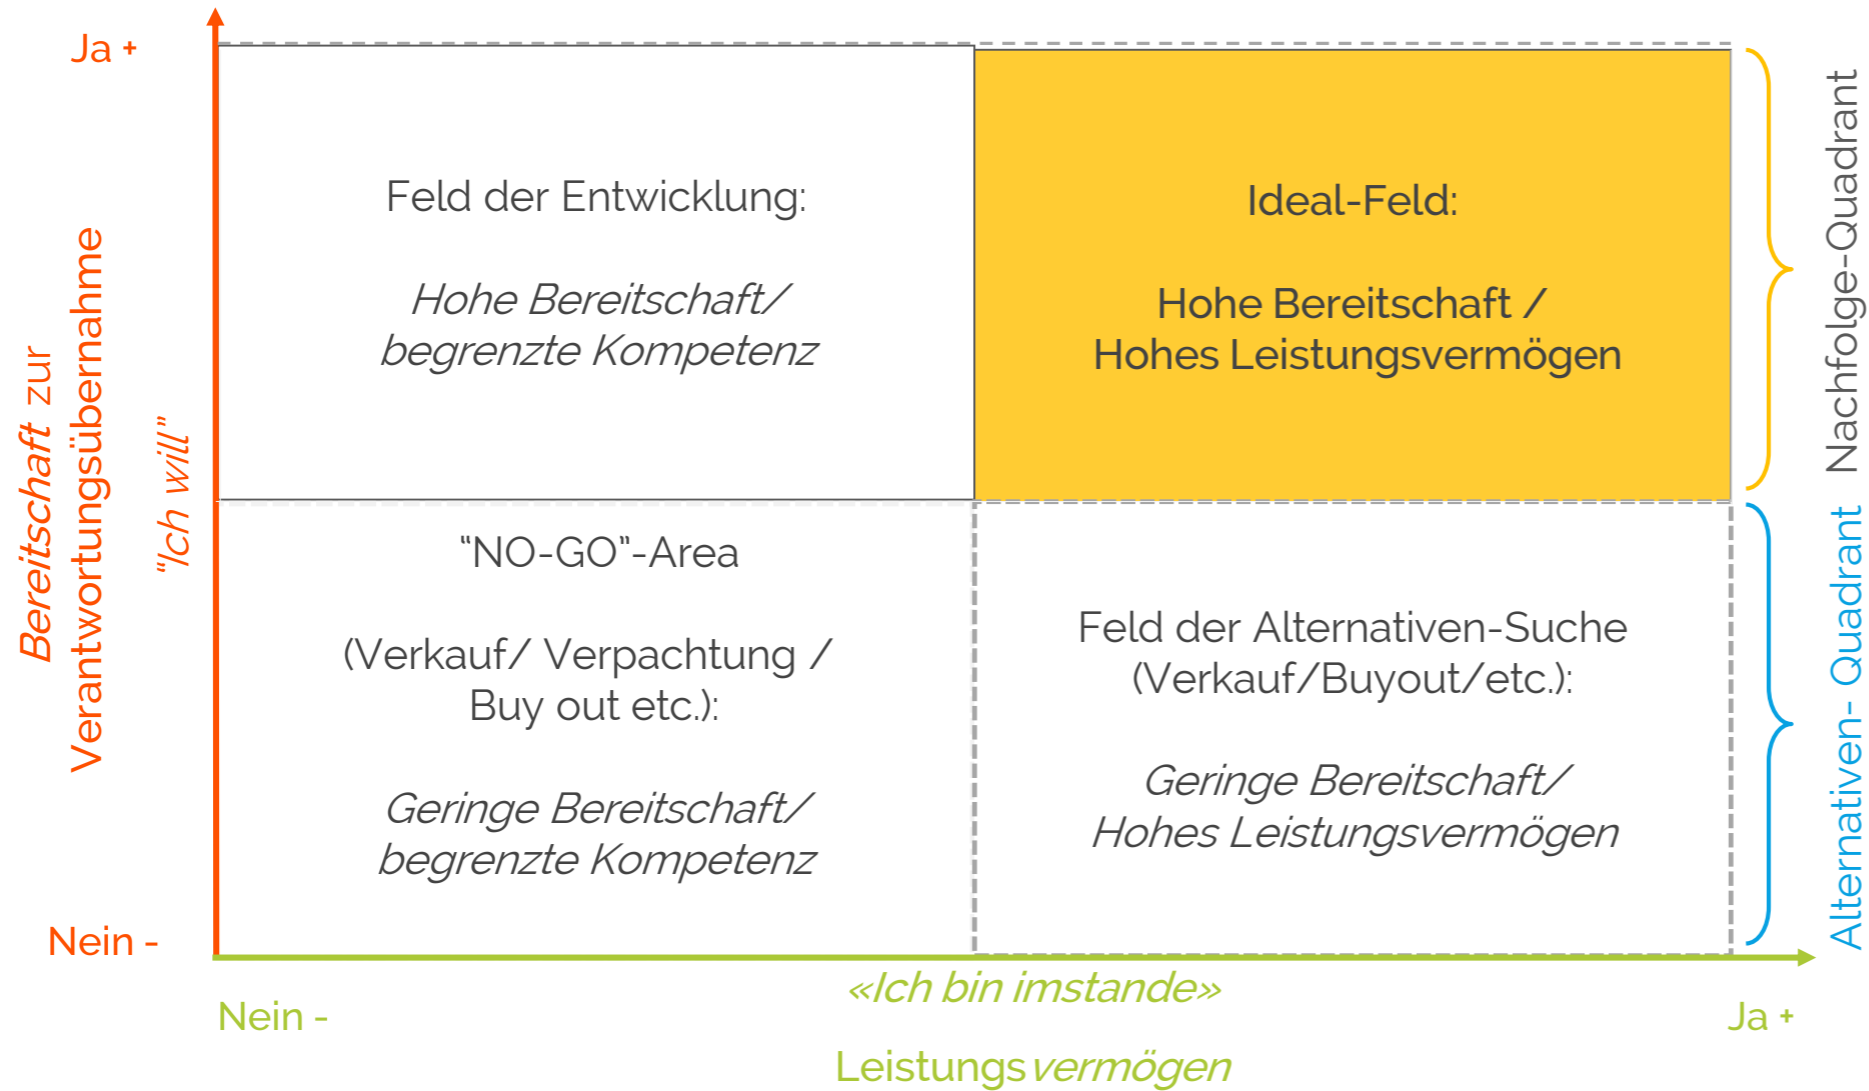 Ja +
Bereitschaft zur
Verantwortungsübernahme
“Ich will”
Nein -
Feld der Entwicklung:
Hohe Bereitschaft/
begrenzte Kompetenz
Ideal-Feld:
Hohe Bereitschaft /
Hohes Leistungsvermögen
Nachfolge-Quadrant
“NO-GO”-Area
(Verkauf/ Verpachtung /
Buy out etc.):
Geringe Bereitschaft/
begrenzte Kompetenz
Feld der Alternativen-Suche
(Verkauf/Buyout/etc.):
Geringe Bereitschaft/
Hohes Leistungsvermögen
Alternativen- Quadrant
«Ich bin imstande»
Nein -
Ja +
Leistungsvermögen